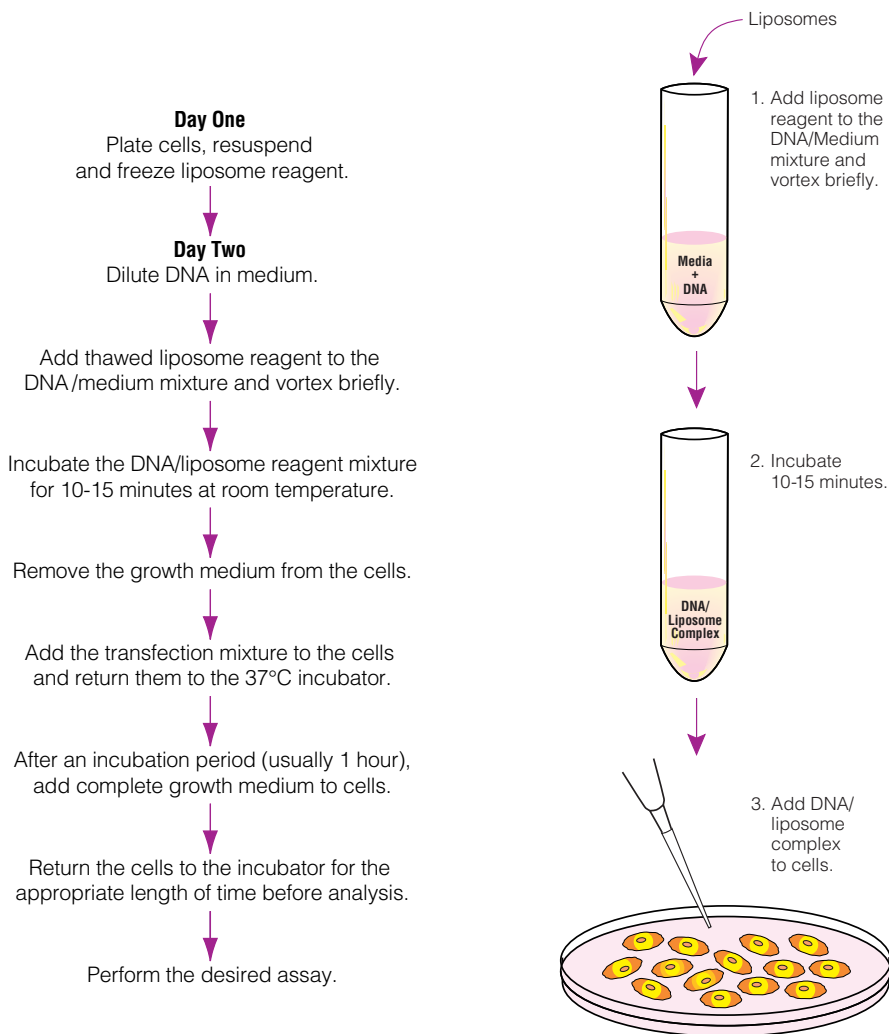 Day One
Plate cells, resuspend
and freeze liposome reagent.
Day Two
Dilute DNA in medium.
Add thawed liposome reagent to the
DNA/medium mixture and vortex briefly.
Incubate the DNA/liposome reagent mixture
for 10-15 minutes at room temperature.
Remove the growth medium from the cells.
Add the transfection mixture to the cells
and return them to the 37°C incubator.
After an incubation period (usually 1 hour),
add complete growth medium to cells.
Return the cells to the incubator for the
appropriate length of time before analysis.
Perform the desired assay.
Liposomes
1. Add liposome
reagent to the
DNA/Medium
mixture and
vortex briefly.
Media
+
DNA
2. Incubate
10-15 minutes.
DNA/
Liposome
Complex
3. Add DNA/
liposome
complex
to cells.